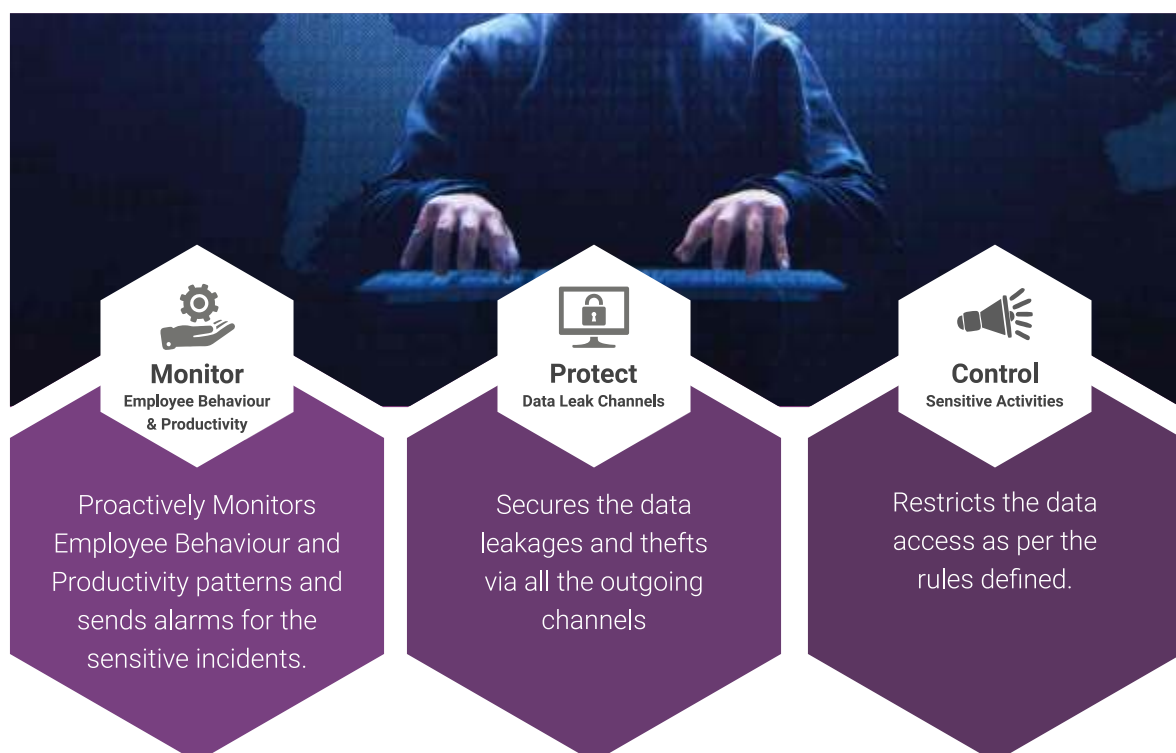 Monitor
Employee Behaviour
& Productivity
Proactively Monitors
Employee Behaviour and
Productivity patterns and
sends alarms for the
sensitive incidents.
Protect
Data Leak Channels
Secures the data
leakages and thefts
via all the outgoing
channels
Control
Sensitive Activities
Restricts the data
access as per the
rules defined.